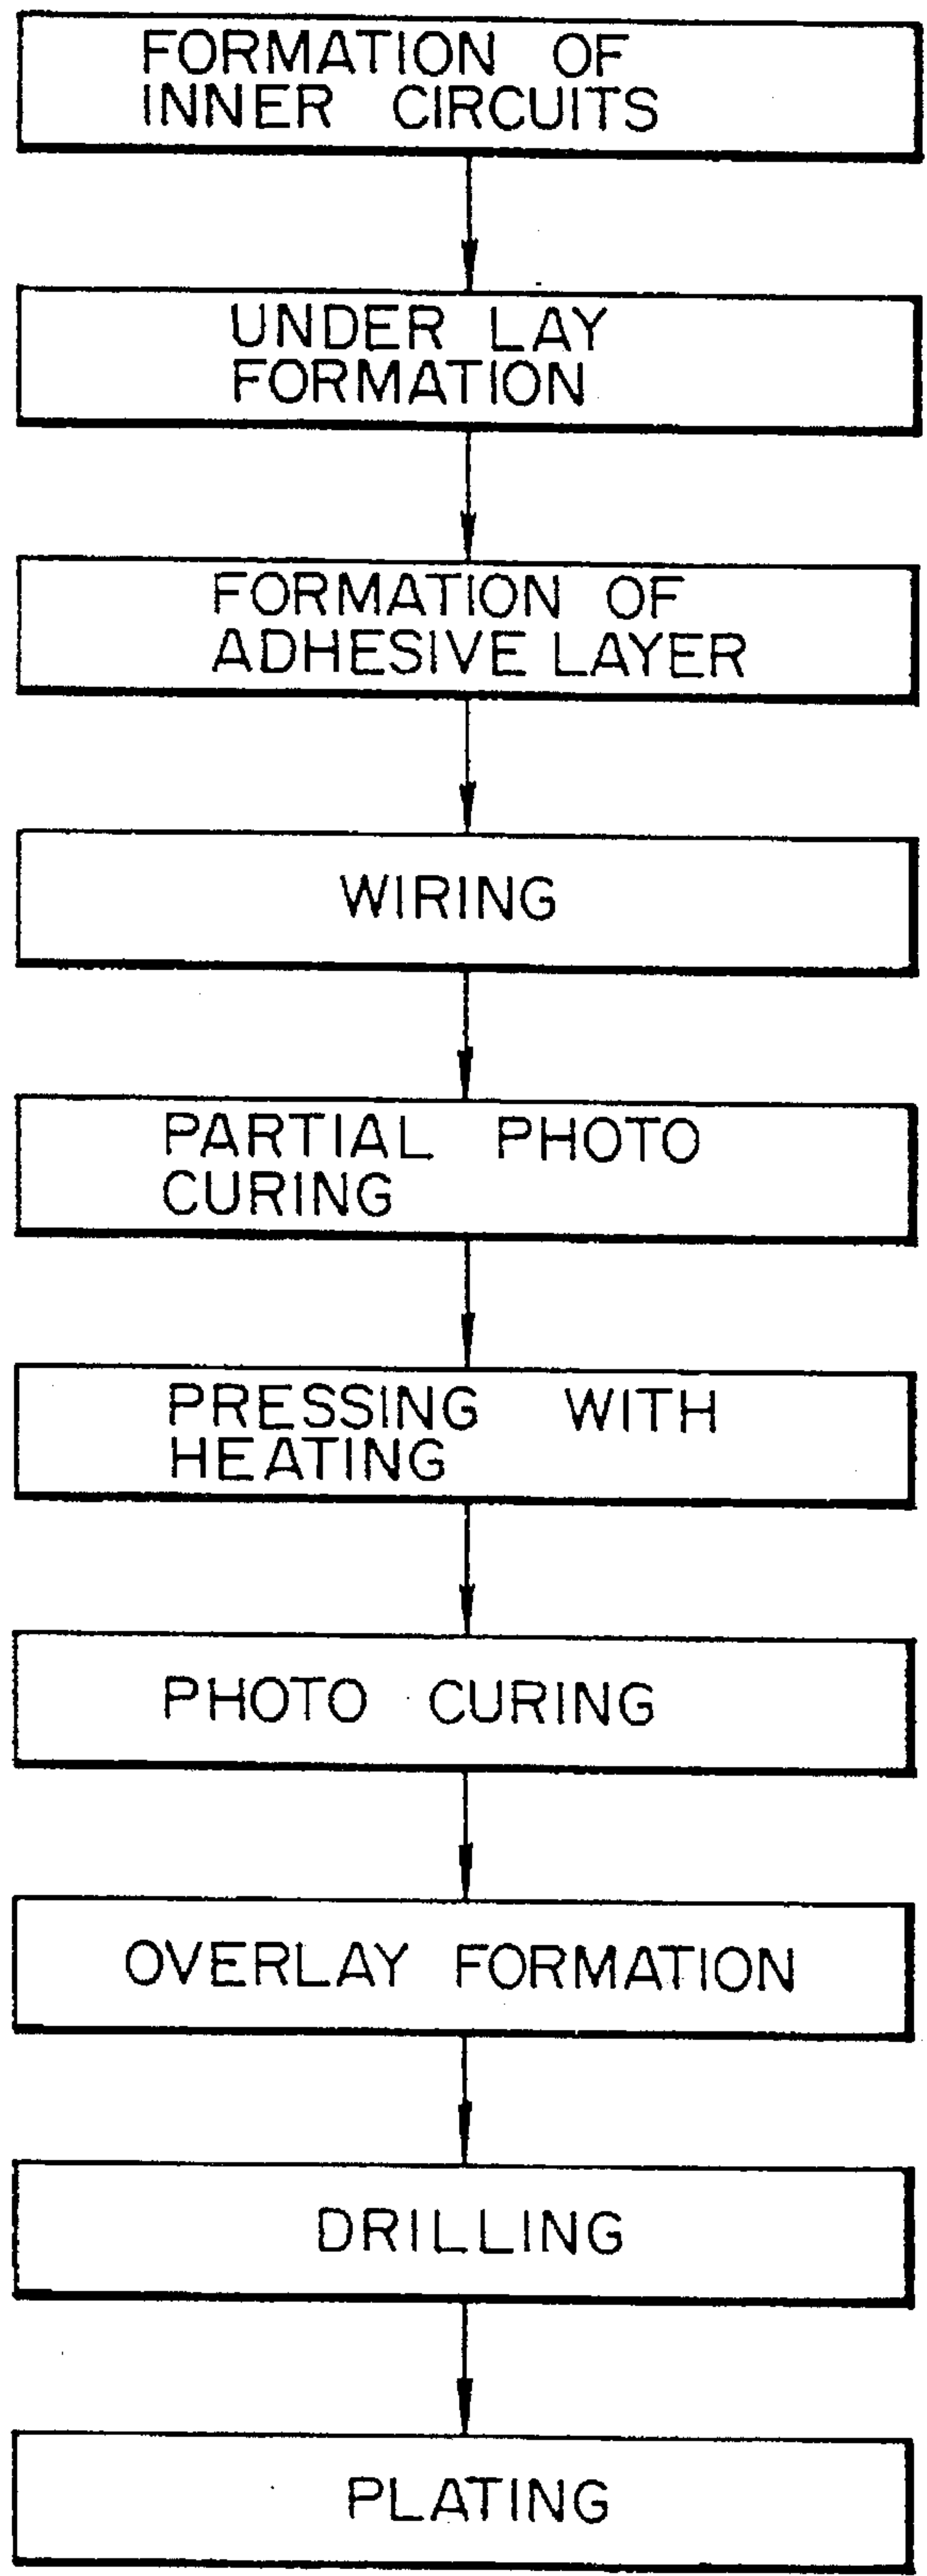 FORMATION OF
INNER CIRCUITS
UNDER LAY
FORMATION
FORMATION OF
ADHESIVE LAYER
WIRING
PARTIAL PHOTO
CURING
PRESSING WITH
HEATING
PHOTO CURING
OVERLAY FORMATION
DRILLING
PLATING